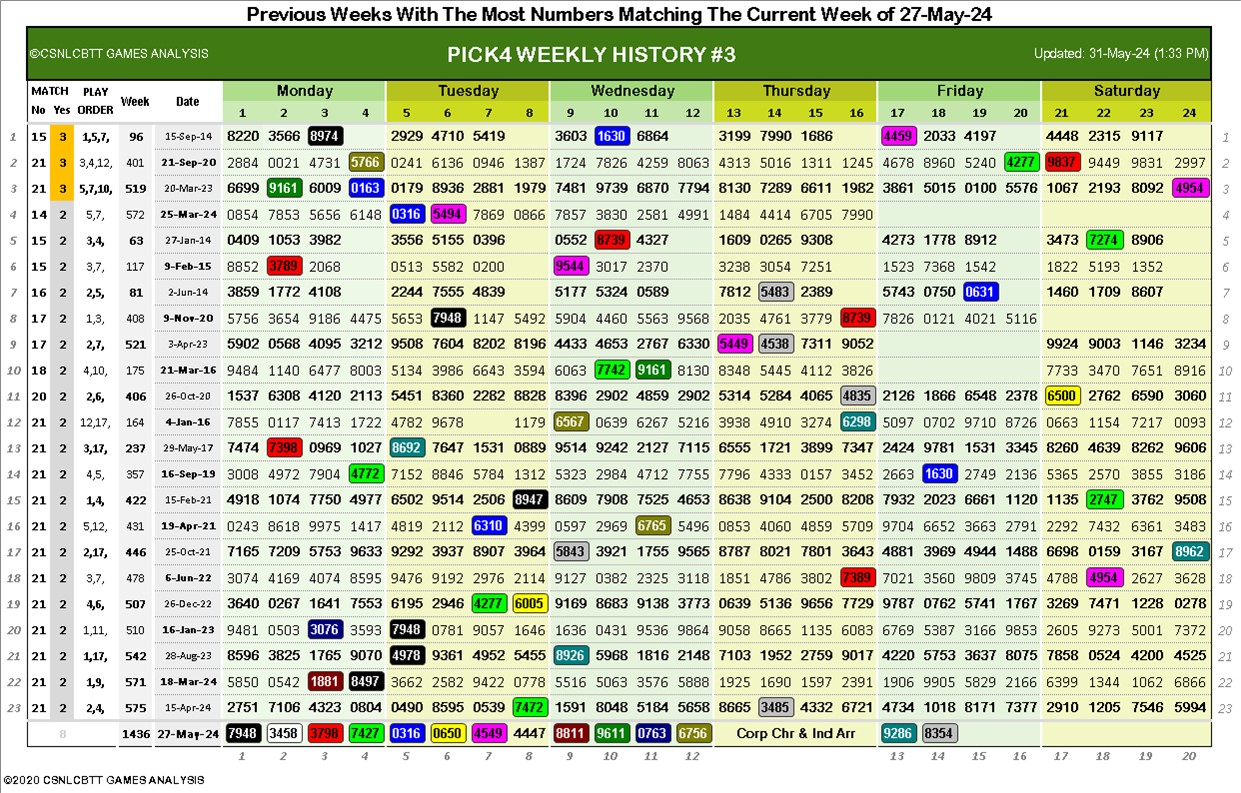 Previous Weeks With The Most Numbers Matching The Current Week of 27-May-24
©CSNLCBTT GAMES ANALYSIS PICK4 WEEKLY HISTORY #3 Updated: 31-May-24 (1:33 PM)
MATCH PLAY Week Date Monday Tuesday Wednesday Thursday Friday Saturday
No Yes ORDER 1 2 3 4 5 6 7 8 9 10 11 12 13 14 15 16 17 18 19 20 21 22 23 24
1 15 3 1,5,7, 96 15-Sep-14 8220 3566 8974 2929 4710 5419 3603 1630 6864 3199 7990 1686 4459 2033 4197 4448 2315 9117 1
2 21 3 3,4,12, 401 21-Sep-20 2884 0021 4731 5766 0241 6136 0946 1387 1724 7826 4259 8063 4313 5016 1311 1245 4678 8960 5240 4277 9837 9449 9831 2997 2
3 21 3 5,7,10, 519 20-Mar-23 6699 9161 6009 0163 0179 8936 2881 1979 7481 9739 6870 7794 8130 7289 6611 1982 3861 5015 0100 5576 1067 2193 8092 4954 3
4 14 2 5,7, 572 25-Mar-24 0854 7853 5656 6148 0316 5494 7869 0866 7857 3830 2581 4991 1484 4414 6705 7990 4
5 15 2 3,4, 63 27-Jan-14 0409 1053 3982 3556 5155 0396 0552 8739 4327 1609 0265 9308 4273 1778 8912 3473 7274 8906 5
6 15 2 3,7, 117 9-Feb-15 8852 3789 2068 0513 5582 0200 9544 3017 2370 3238 3054 7251 1523 7368 1542 1822 5193 1352 6
7 16 2 2,5, 81 2-Jun-14 3859 1772 4108 2244 7555 4839 5177 5324 0589 7812 5483 2389 5743 0750 0631 1460 1709 8607 7
8 17 2 1,3, 408 9-Nov-20 5756 3654 9186 4475 5653 7948 1147 5492 5904 4460 5563 9568 2035 4761 3779 8739 7826 0121 4021 5116 8
9 17 2 2,7, 521 3-Apr-23 5902 0568 4095 3212 9508 7604 8202 8196 4433 4653 2767 6330 5449 4538 7311 9052 9924 9003 1146 3234 9
10 18 2 4,10, 175 21-Mar-16 9484 1140 6477 8003 5134 3986 6643 3594 6063 7742 9161 8130 8348 5445 4112 3826 7733 3470 7651 8916 10
11 20 2 2,6, 406 26-Oct-20 1537 6308 4120 2113 5451 8360 2282 8828 8396 2902 4859 2902 5314 5284 4065 4835 2126 1866 6548 2378 6500 2762 6590 3060 11
12 21 2 12,17, 164 4-Jan-16 7855 0117 7413 1722 4782 9678 1179 6567 0639 6267 5216 3938 4910 3274 6298 5097 0702 9710 8726 0663 1154 7217 0093 12
13 21 2 3,17, 237 29-May-17 7474 7398 0969 1027 8692 7647 1531 0889 9514 9242 2127 7115 6555 1721 3899 7347 2424 9781 1531 3345 8260 4639 8262 9606 13
14 21 2 4,5, 357 16-Sep-19 3008 4972 7904 4772 7152 8846 5784 1312 5323 2984 4712 7755 7796 4333 0157 3452 2663 1630 2749 2136 5365 2570 3855 3186 14
15 21 2 1,4, 422 15-Feb-21 4918 1074 7750 4977 6502 9514 2506 8947 8609 7908 7525 4653 8638 9104 2500 8208 7932 2023 6661 1120 1135 2747 3762 9508 15
16 21 2 5,12, 431 19-Apr-21 0243 8618 9975 1417 4819 2112 6310 4399 0597 2969 6765 5496 0853 4060 4859 5709 9704 6652 3663 2791 2292 7432 6361 3483 16
17 21 2 2,17, 446 25-Oct-21 7165 7209 5753 9633 9292 3937 8907 3964 5843 3921 1755 9565 8787 8021 7801 3643 4881 3969 4944 1488 6698 0159 3167 8962 17
18 21 2 3,7, 478 6-Jun-22 3074 4169 4074 8595 9476 9192 2976 2114 9127 0382 2325 3118 1851 4786 3802 7389 7021 3560 9809 3745 4788 4954 2627 3628 18
19 21 2 4,6, 507 26-Dec-22 3640 0267 1641 7553 6195 2946 4277 6005 9169 8683 9138 3773 0639 5136 9656 7729 9787 0762 5741 1767 3269 7471 1228 0278 19
20 21 2 1,11, 510 16-Jan-23 9481 0503 3076 3593 7948 0781 9057 1646 1636 0431 9536 9864 9058 8665 1135 6083 6769 5387 3166 9853 2605 9273 5001 7372 20
21 21 2 1,17, 542 28-Aug-23 8596 3825 1765 9070 4978 9361 4952 5455 8926 5968 1816 2148 7103 1952 2759 9017 4220 5753 3637 8075 7858 0524 4200 4525 21
22 21 2 1,9, 571 18-Mar-24 5850 0542 1881 8497 3662 2582 9422 0778 5516 5063 3576 5888 1925 1690 1597 2391 1906 9905 5829 2166 6399 1344 1062 6866 22
23 21 2 2,4, 575 15-Apr-24 2751 7106 4323 0804 0490 8595 0539 7472 1591 8048 5184 5658 8665 3485 4332 6721 4734 1018 8171 7377 2910 1205 7546 5994 23
8 1436 27-May-24 7948 3458 3798 7427 0316 0650 4549 4447 8811 9611 0763 6756 Corp Chr & Ind Arr 9286 8354
1 2 3 4 5 6 7 8 9 10 11 12 13 14 15 16 17 18 19 20
©2020 CSNLCBTT GAMES ANALYSIS